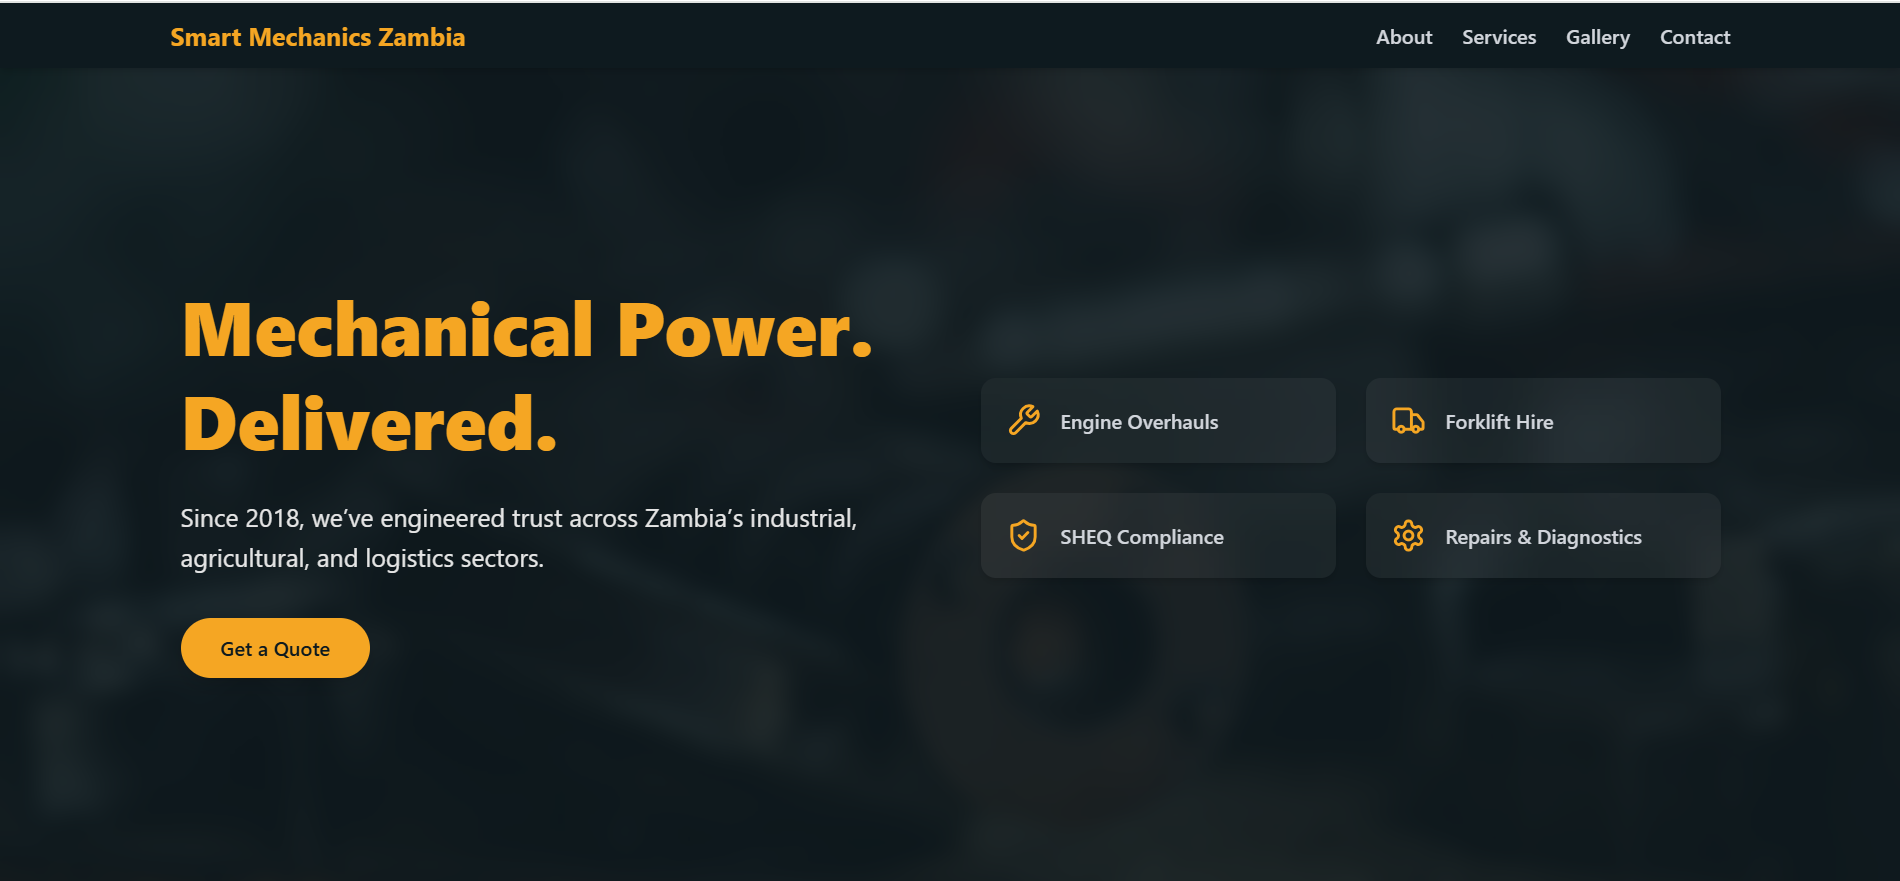 Smart Mechanics Zambia
About
Services
Gallery
Contact
Mechanical Power.
Delivered.
Since 2018, we’ve engineered trust across Zambia’s industrial,
agricultural, and logistics sectors.
Get a Quote
Engine Overhauls
Forklift Hire
SHEQ Compliance
Repairs & Diagnostics